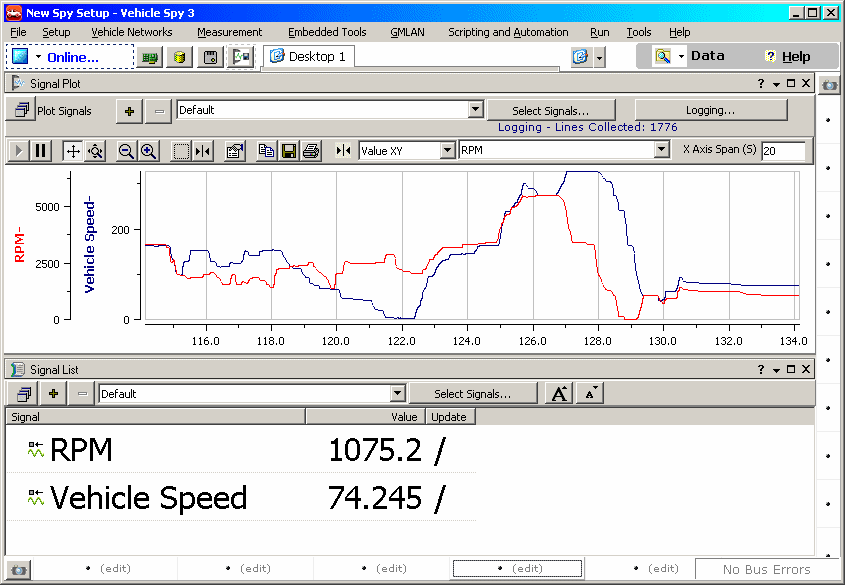 New Spy Setup - Vehicle Spy 3
File Setup Vehicle Networks Measurement Embedded Tools GMLAN Scripting and Automation Run Tools Help
Online... Desktop 1 Data ? Help
Signal Plot ?
Plot Signals + - Default Select Signals... Logging...
Logging - Lines Collected: 1776
Value XY RPM X Axis Span (S) 20
RPM-
Vehicle Speed-
5000
200
2500
0 0
116.0 118.0 120.0 122.0 124.0 126.0 128.0 130.0 132.0 134.0
Signal List ?
+ - Default Select Signals... A A
Signal Value Update
RPM 1075.2 /
Vehicle Speed 74.245 /
• (edit) • (edit) • (edit) • (edit) • (edit) No Bus Errors